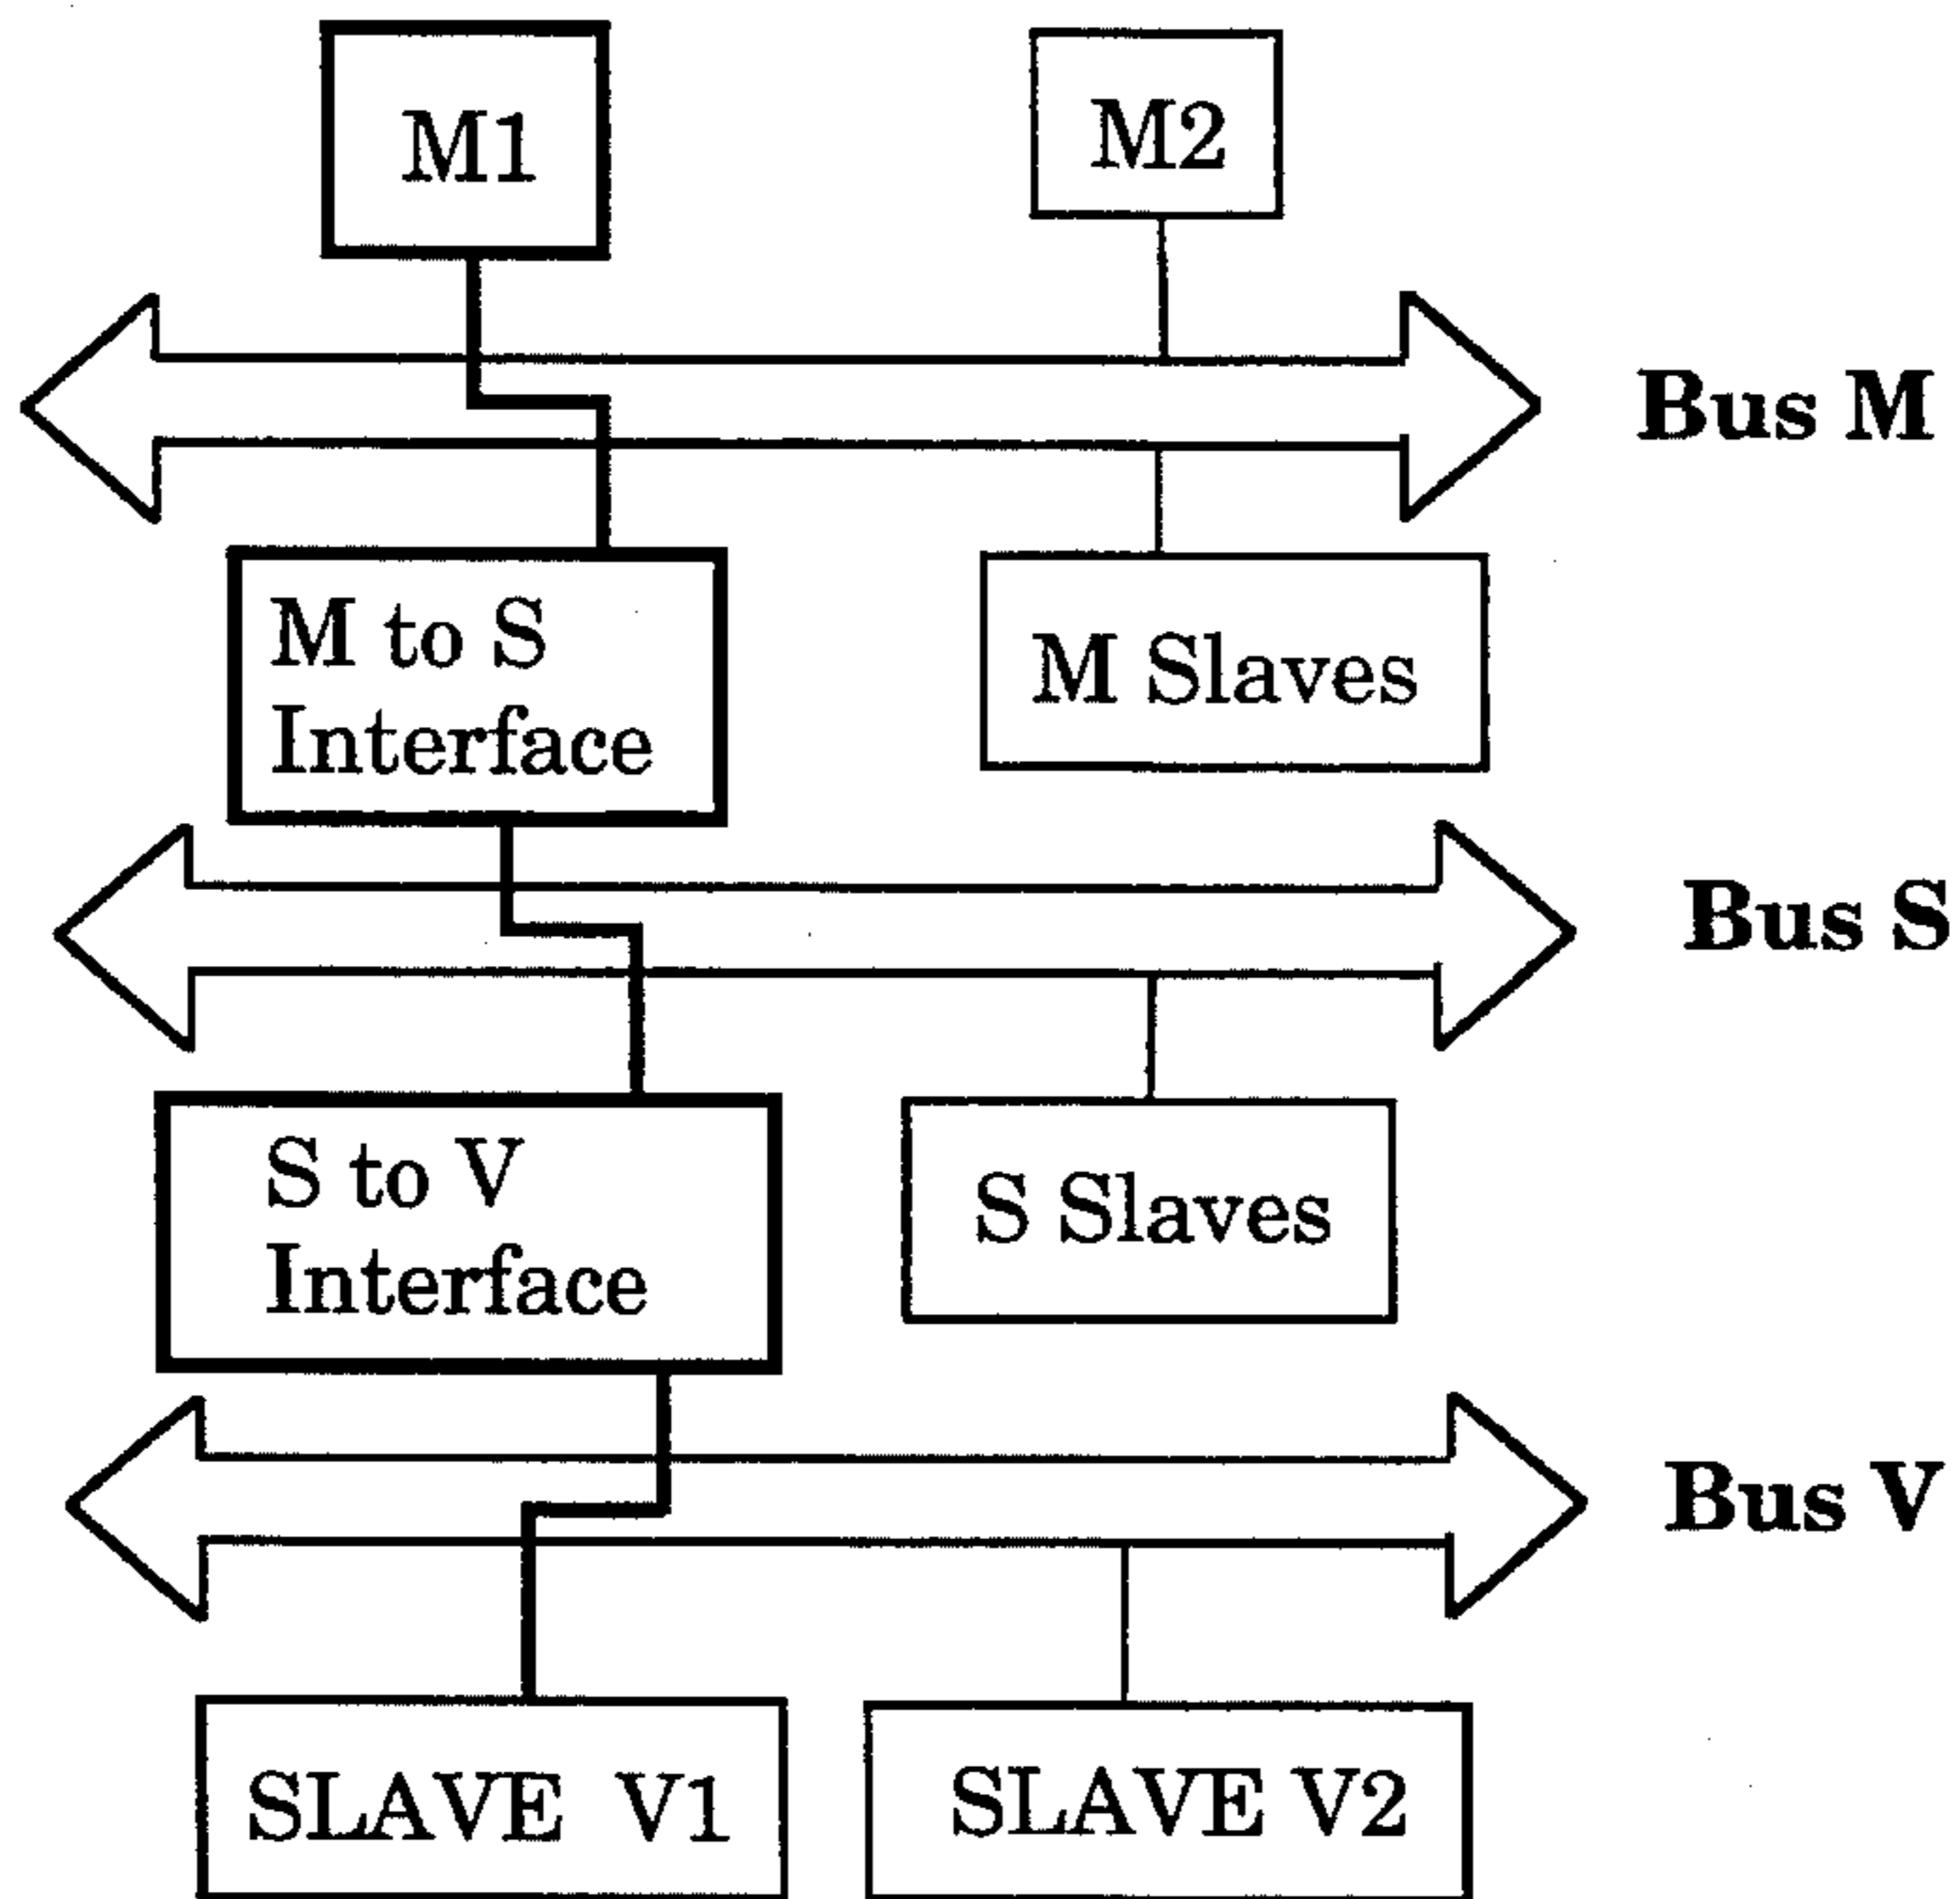 M1
M2
Bus M
M to S
Interface
M Slaves
Bus S
S to V
Interface
S Slaves
Bus V
SLAVE V1
SLAVE V2